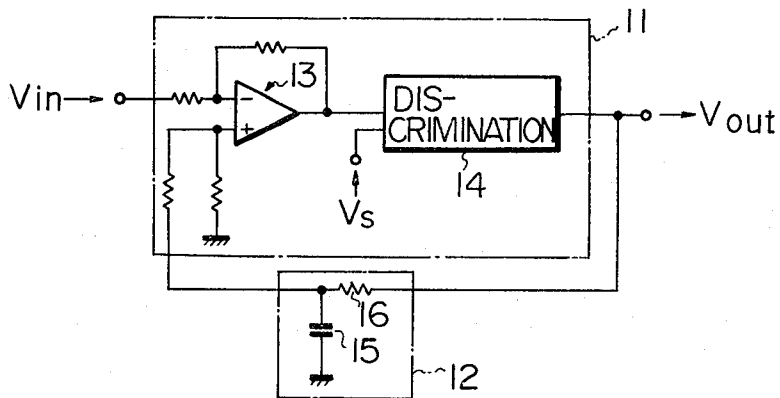 11
13
Vin
DIS-
CRIMINATION
Vout
14
Vs
16
15
12